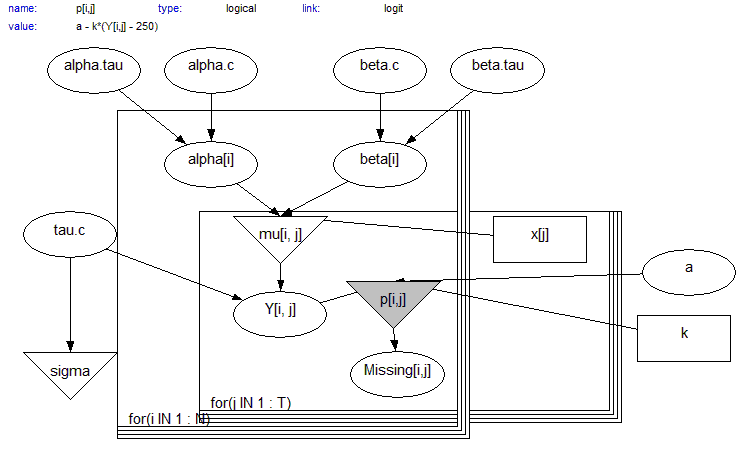 name: p[i,j] type: logical link: logit
value: a - k*(Y[i,j] - 250)
alpha.tau alpha.c beta.c beta.tau
alpha[i] beta[i]
tau.c mu[i, j] x[j]
a
Y[i, j] p[i,j]
k
sigma Missing[i,j]
for(j IN 1 : T)
for(i IN 1 : N)